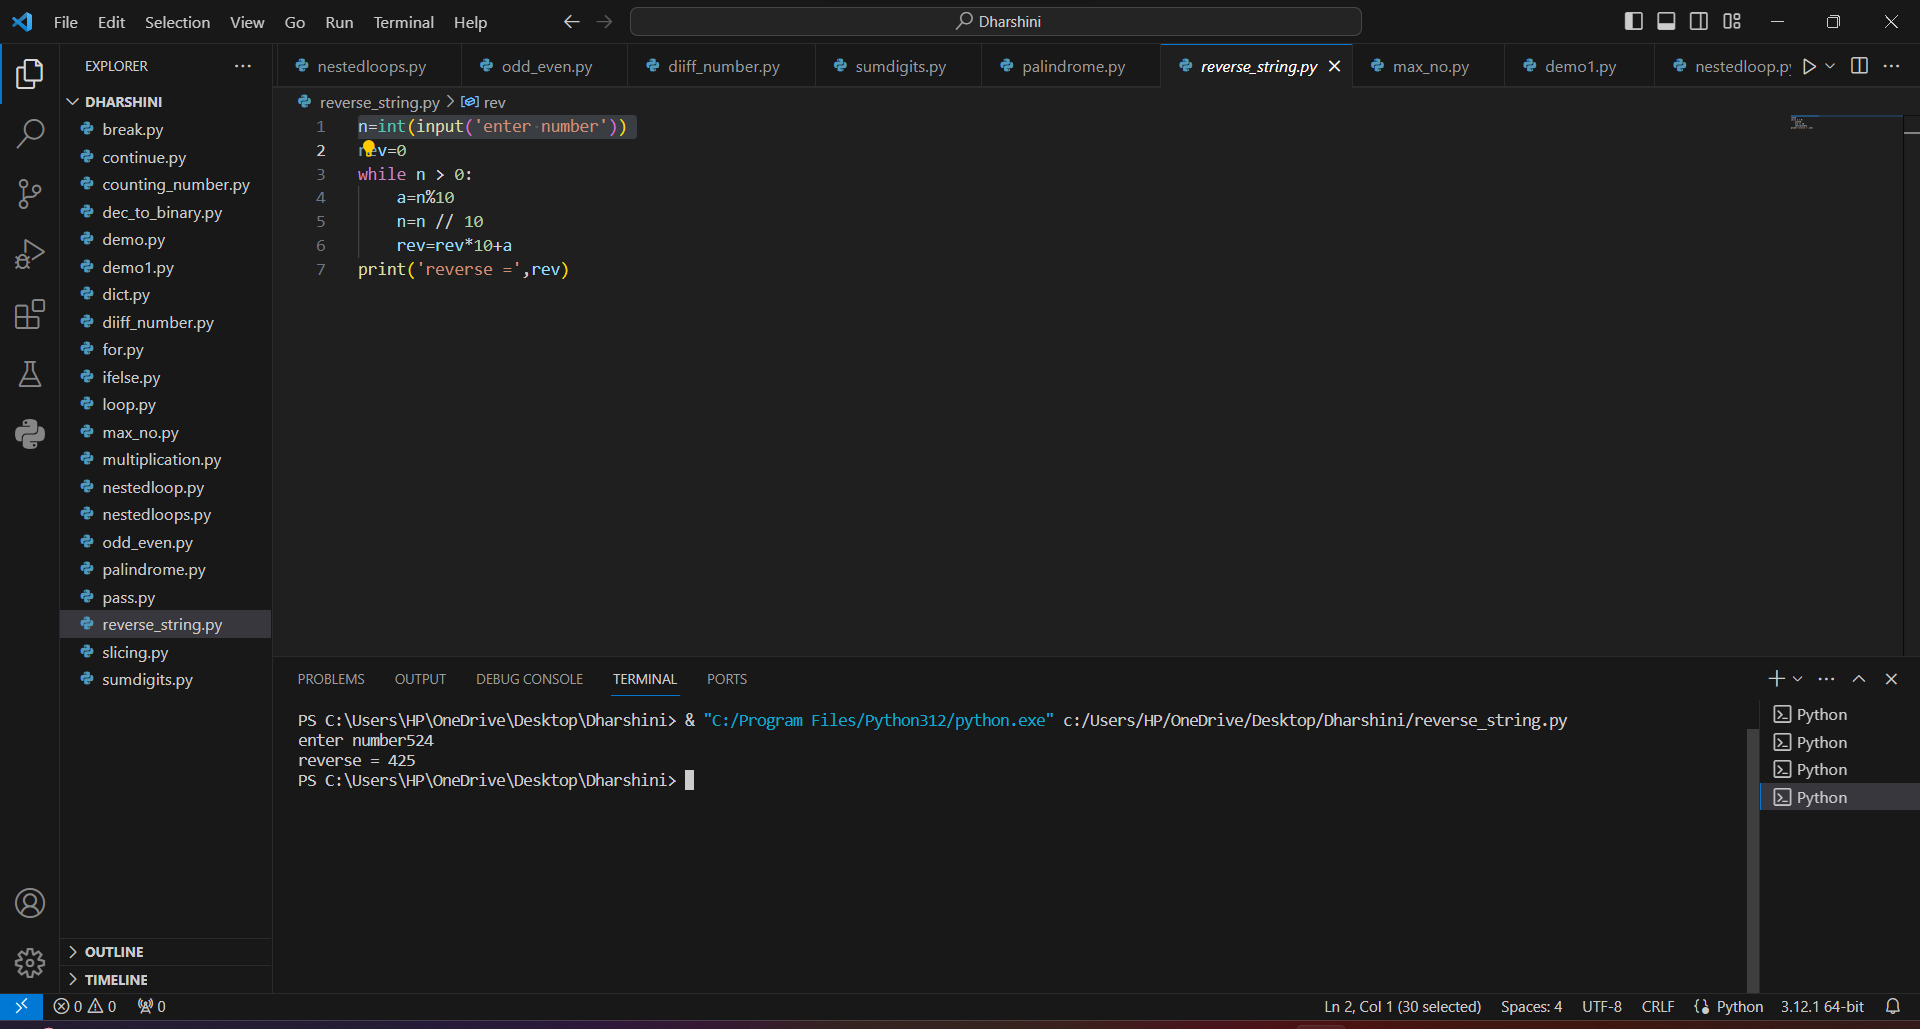 File Edit Selection View Go Run Terminal Help
Dharshini
EXPLORER
DHARSHINI
break.py
continue.py
counting_number.py
dec_to_binary.py
demo.py
demo1.py
dict.py
diiff_number.py
for.py
ifelse.py
loop.py
max_no.py
multiplication.py
nestedloop.py
nestedloops.py
odd_even.py
palindrome.py
pass.py
reverse_string.py
slicing.py
sumdigits.py
OUTLINE
TIMELINE
nestedloops.py odd_even.py diiff_number.py sumdigits.py palindrome.py reverse_string.py max_no.py demo1.py nestedloop.py
reverse_string.py > rev
1 n=int(input('enter number'))
2 rev=0
3 while n > 0:
4 a=n%10
5 n=n // 10
6 rev=rev*10+a
7 print('reverse =',rev)
PROBLEMS OUTPUT DEBUG CONSOLE TERMINAL PORTS
PS C:\Users\HP\OneDrive\Desktop\Dharshini> & "C:/Program Files/Python312/python.exe" c:/Users/HP/OneDrive/Desktop/Dharshini/reverse_string.py
enter number524
reverse = 425
PS C:\Users\HP\OneDrive\Desktop\Dharshini>
Python
Python
Python
Python
0 0 0
Ln 2, Col 1 (30 selected) Spaces: 4 UTF-8 CRLF Python 3.12.1 64-bit